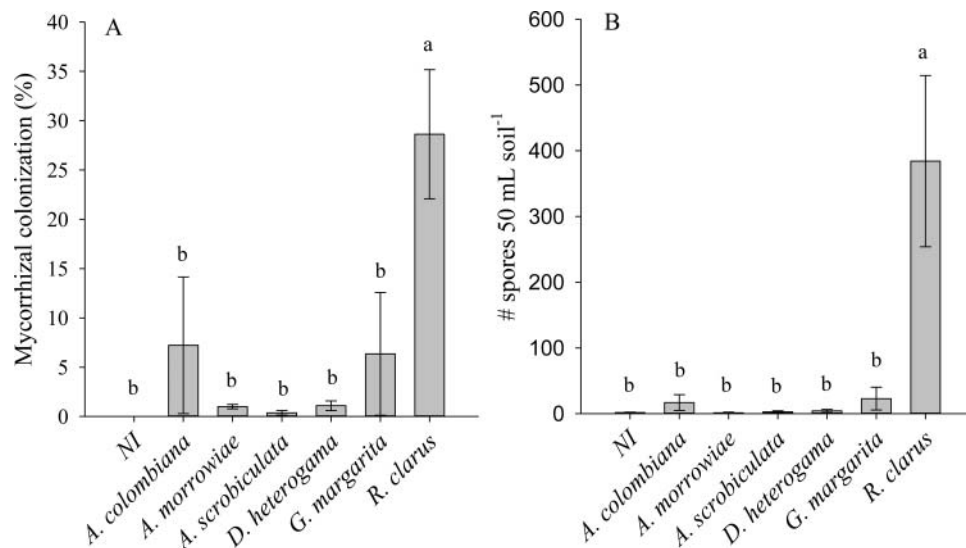 A
Mycorrhizal colonization (%)
40
35
30
25
20
15
10
5
0
b
b
b
b
b
b
a
NI
A. colombiana
A. morrowiae
A. scrobiculata
D. heterogama
G. margarita
R. clarus
B
# spores 50 mL soil⁻¹
600
500
400
300
200
100
0
b
b
b
b
b
b
a
NI
A. colombiana
A. morrowiae
A. scrobiculata
D. heterogama
G. margarita
R. clarus